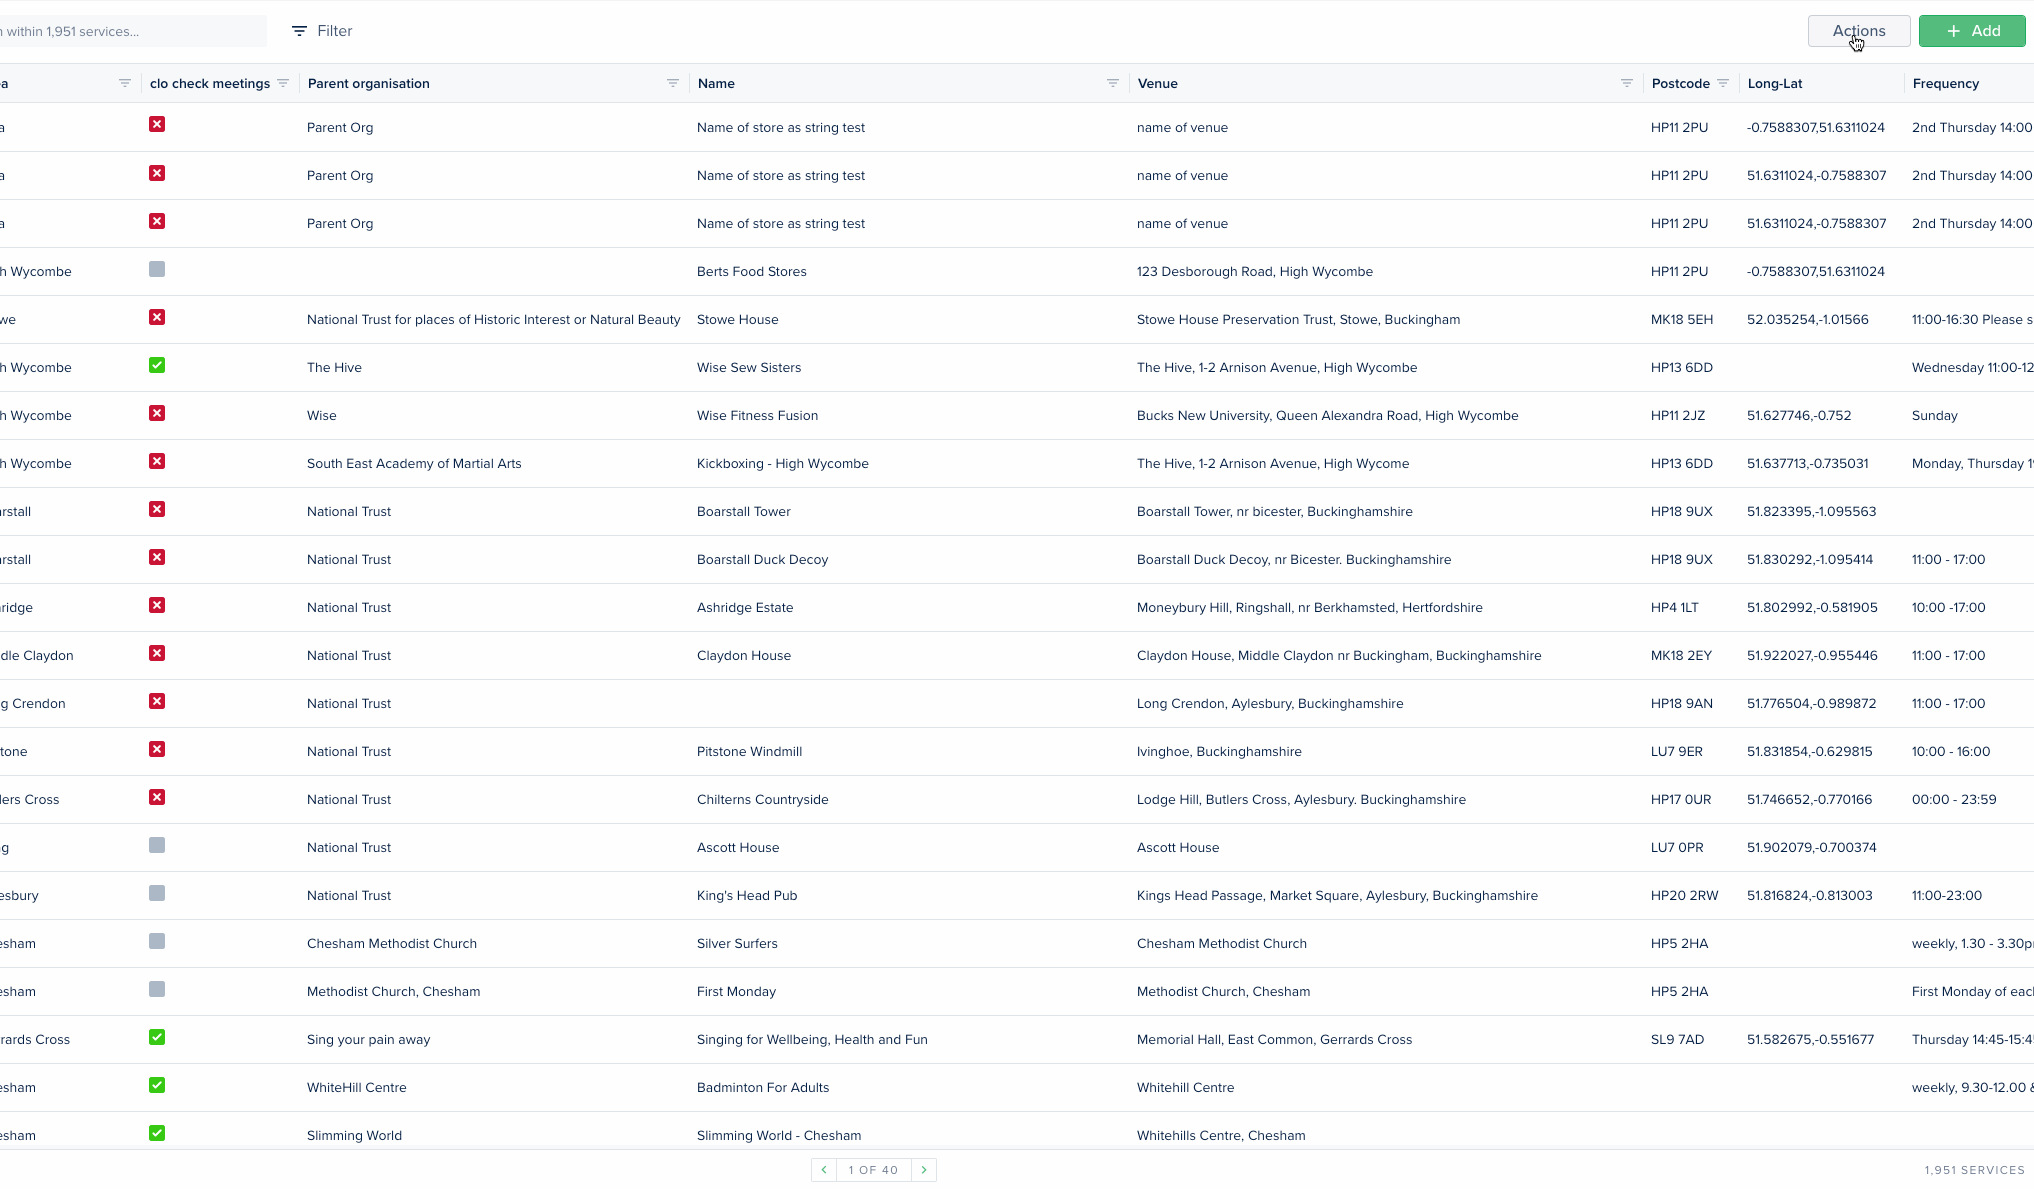 within 1,951 services...
Filter
Actions
+ Add
a clo check meetings Parent organisation Name Venue Postcode Long-Lat Frequency
a Parent Org Name of store as string test name of venue HP11 2PU -0.7588307,51.6311024 2nd Thursday 14:00
a Parent Org Name of store as string test name of venue HP11 2PU 51.6311024,-0.7588307 2nd Thursday 14:00
a Parent Org Name of store as string test name of venue HP11 2PU 51.6311024,-0.7588307 2nd Thursday 14:00
h Wycombe Berts Food Stores 123 Desborough Road, High Wycombe HP11 2PU -0.7588307,51.6311024
we National Trust for places of Historic Interest or Natural Beauty Stowe House Stowe House Preservation Trust, Stowe, Buckingham MK18 5EH 52.035254,-1.01566 11:00-16:30 Please s
h Wycombe The Hive Wise Sew Sisters The Hive, 1-2 Arnison Avenue, High Wycombe HP13 6DD Wednesday 11:00-12
h Wycombe Wise Wise Fitness Fusion Bucks New University, Queen Alexandra Road, High Wycombe HP11 2JZ 51.627746,-0.752 Sunday
h Wycombe South East Academy of Martial Arts Kickboxing - High Wycombe The Hive, 1-2 Arnison Avenue, High Wycome HP13 6DD 51.637713,-0.735031 Monday, Thursday 1
rstall National Trust Boarstall Tower Boarstall Tower, nr bicester, Buckinghamshire HP18 9UX 51.823395,-1.095563
rstall National Trust Boarstall Duck Decoy Boarstall Duck Decoy, nr Bicester. Buckinghamshire HP18 9UX 51.830292,-1.095414 11:00 - 17:00
ridge National Trust Ashridge Estate Moneybury Hill, Ringshall, nr Berkhamsted, Hertfordshire HP4 1LT 51.802992,-0.581905 10:00 -17:00
dle Claydon National Trust Claydon House Claydon House, Middle Claydon nr Buckingham, Buckinghamshire MK18 2EY 51.922027,-0.955446 11:00 - 17:00
g Crendon National Trust Long Crendon, Aylesbury, Buckinghamshire HP18 9AN 51.776504,-0.989872 11:00 - 17:00
tone National Trust Pitstone Windmill Ivinghoe, Buckinghamshire LU7 9ER 51.831854,-0.629815 10:00 - 16:00
lers Cross National Trust Chilterns Countryside Lodge Hill, Butlers Cross, Aylesbury. Buckinghamshire HP17 0UR 51.746652,-0.770166 00:00 - 23:59
g National Trust Ascott House Ascott House LU7 0PR 51.902079,-0.700374
esbury National Trust King's Head Pub Kings Head Passage, Market Square, Aylesbury, Buckinghamshire HP20 2RW 51.816824,-0.813003 11:00-23:00
esham Chesham Methodist Church Silver Surfers Chesham Methodist Church HP5 2HA weekly, 1.30 - 3.30p
esham Methodist Church, Chesham First Monday Methodist Church, Chesham HP5 2HA First Monday of eac
rards Cross Sing your pain away Singing for Wellbeing, Health and Fun Memorial Hall, East Common, Gerrards Cross SL9 7AD 51.582675,-0.551677 Thursday 14:45-15:4
esham WhiteHill Centre Badminton For Adults Whitehill Centre weekly, 9.30-12.00 &
esham Slimming World Slimming World - Chesham Whitehills Centre, Chesham
1 OF 40
1,951 SERVICES